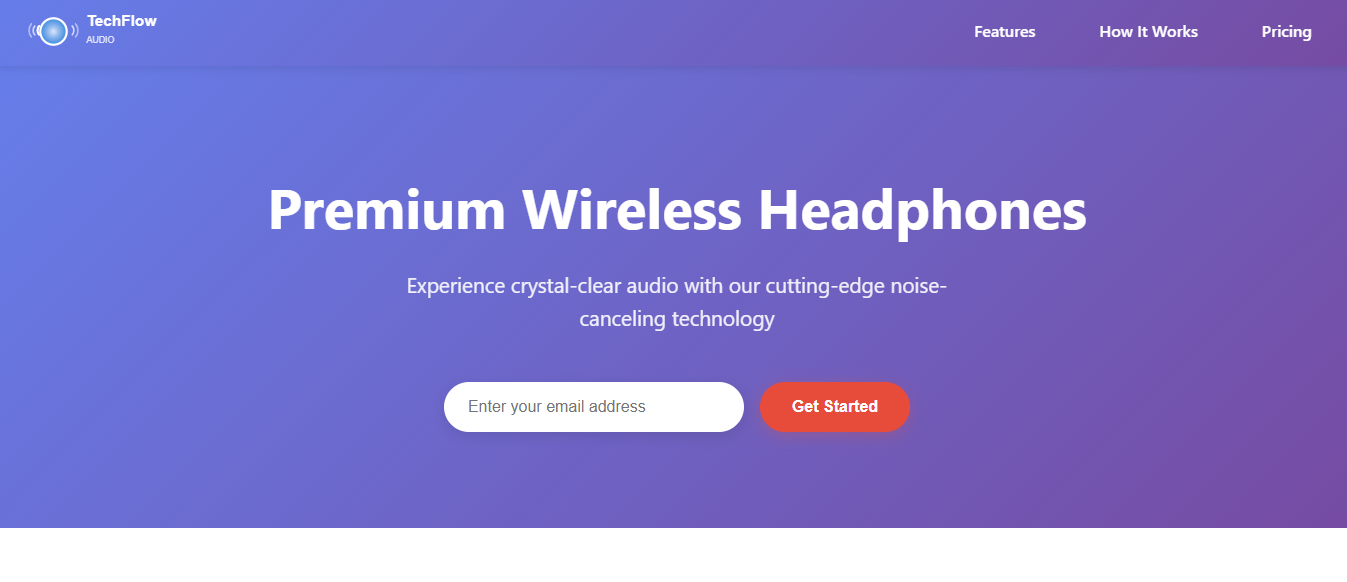 TechFlow
AUDIO
Features
How It Works
Pricing
Premium Wireless Headphones
Experience crystal-clear audio with our cutting-edge noise-
canceling technology
Enter your email address
Get Started